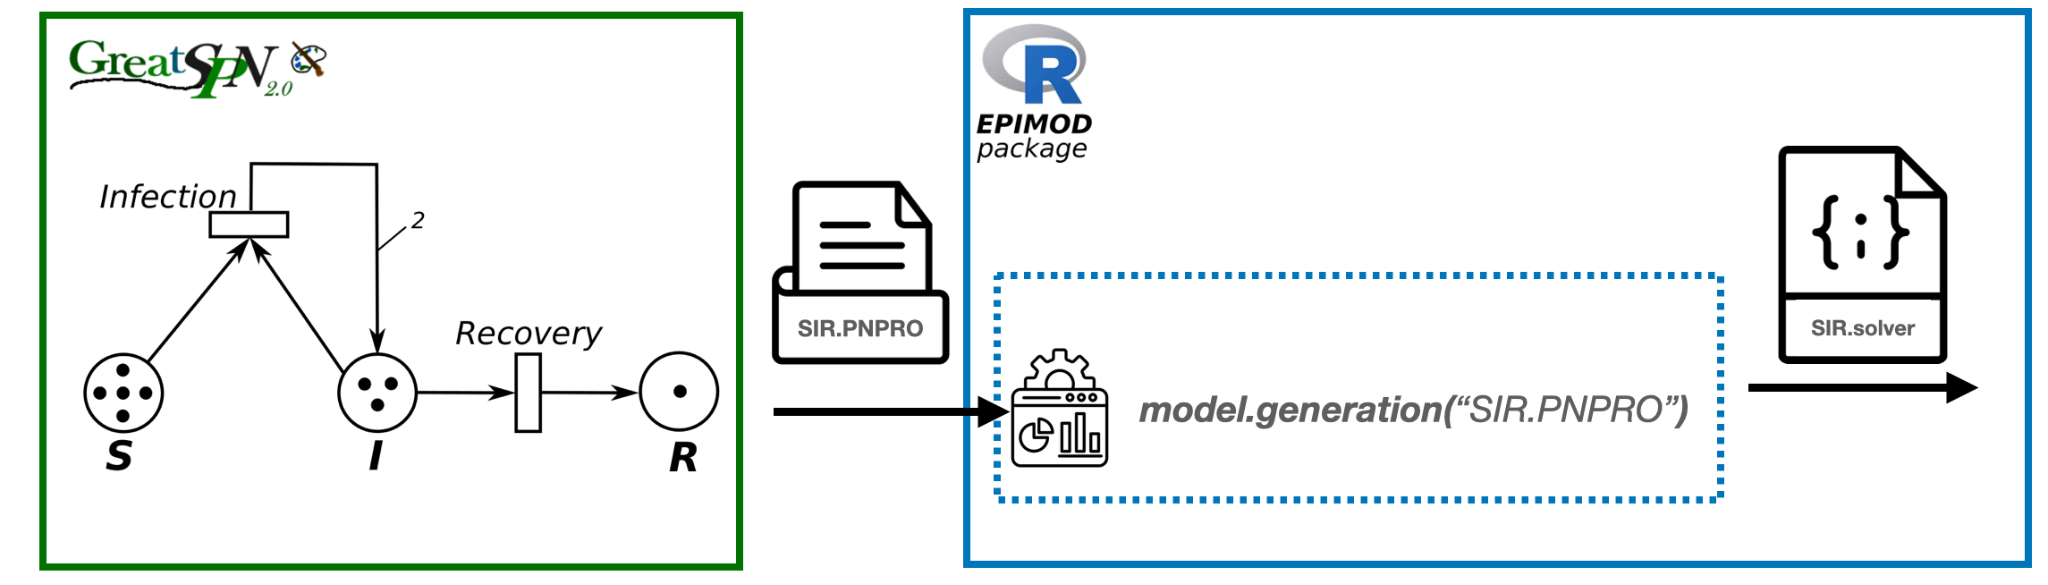 GreatSPN
2.0
Infection
2
Recovery
S
I
R
SIR.PNPRO
R
EPIMOD
package
model.generation(“SIR.PNPRO”)
{;}
SIR.solver